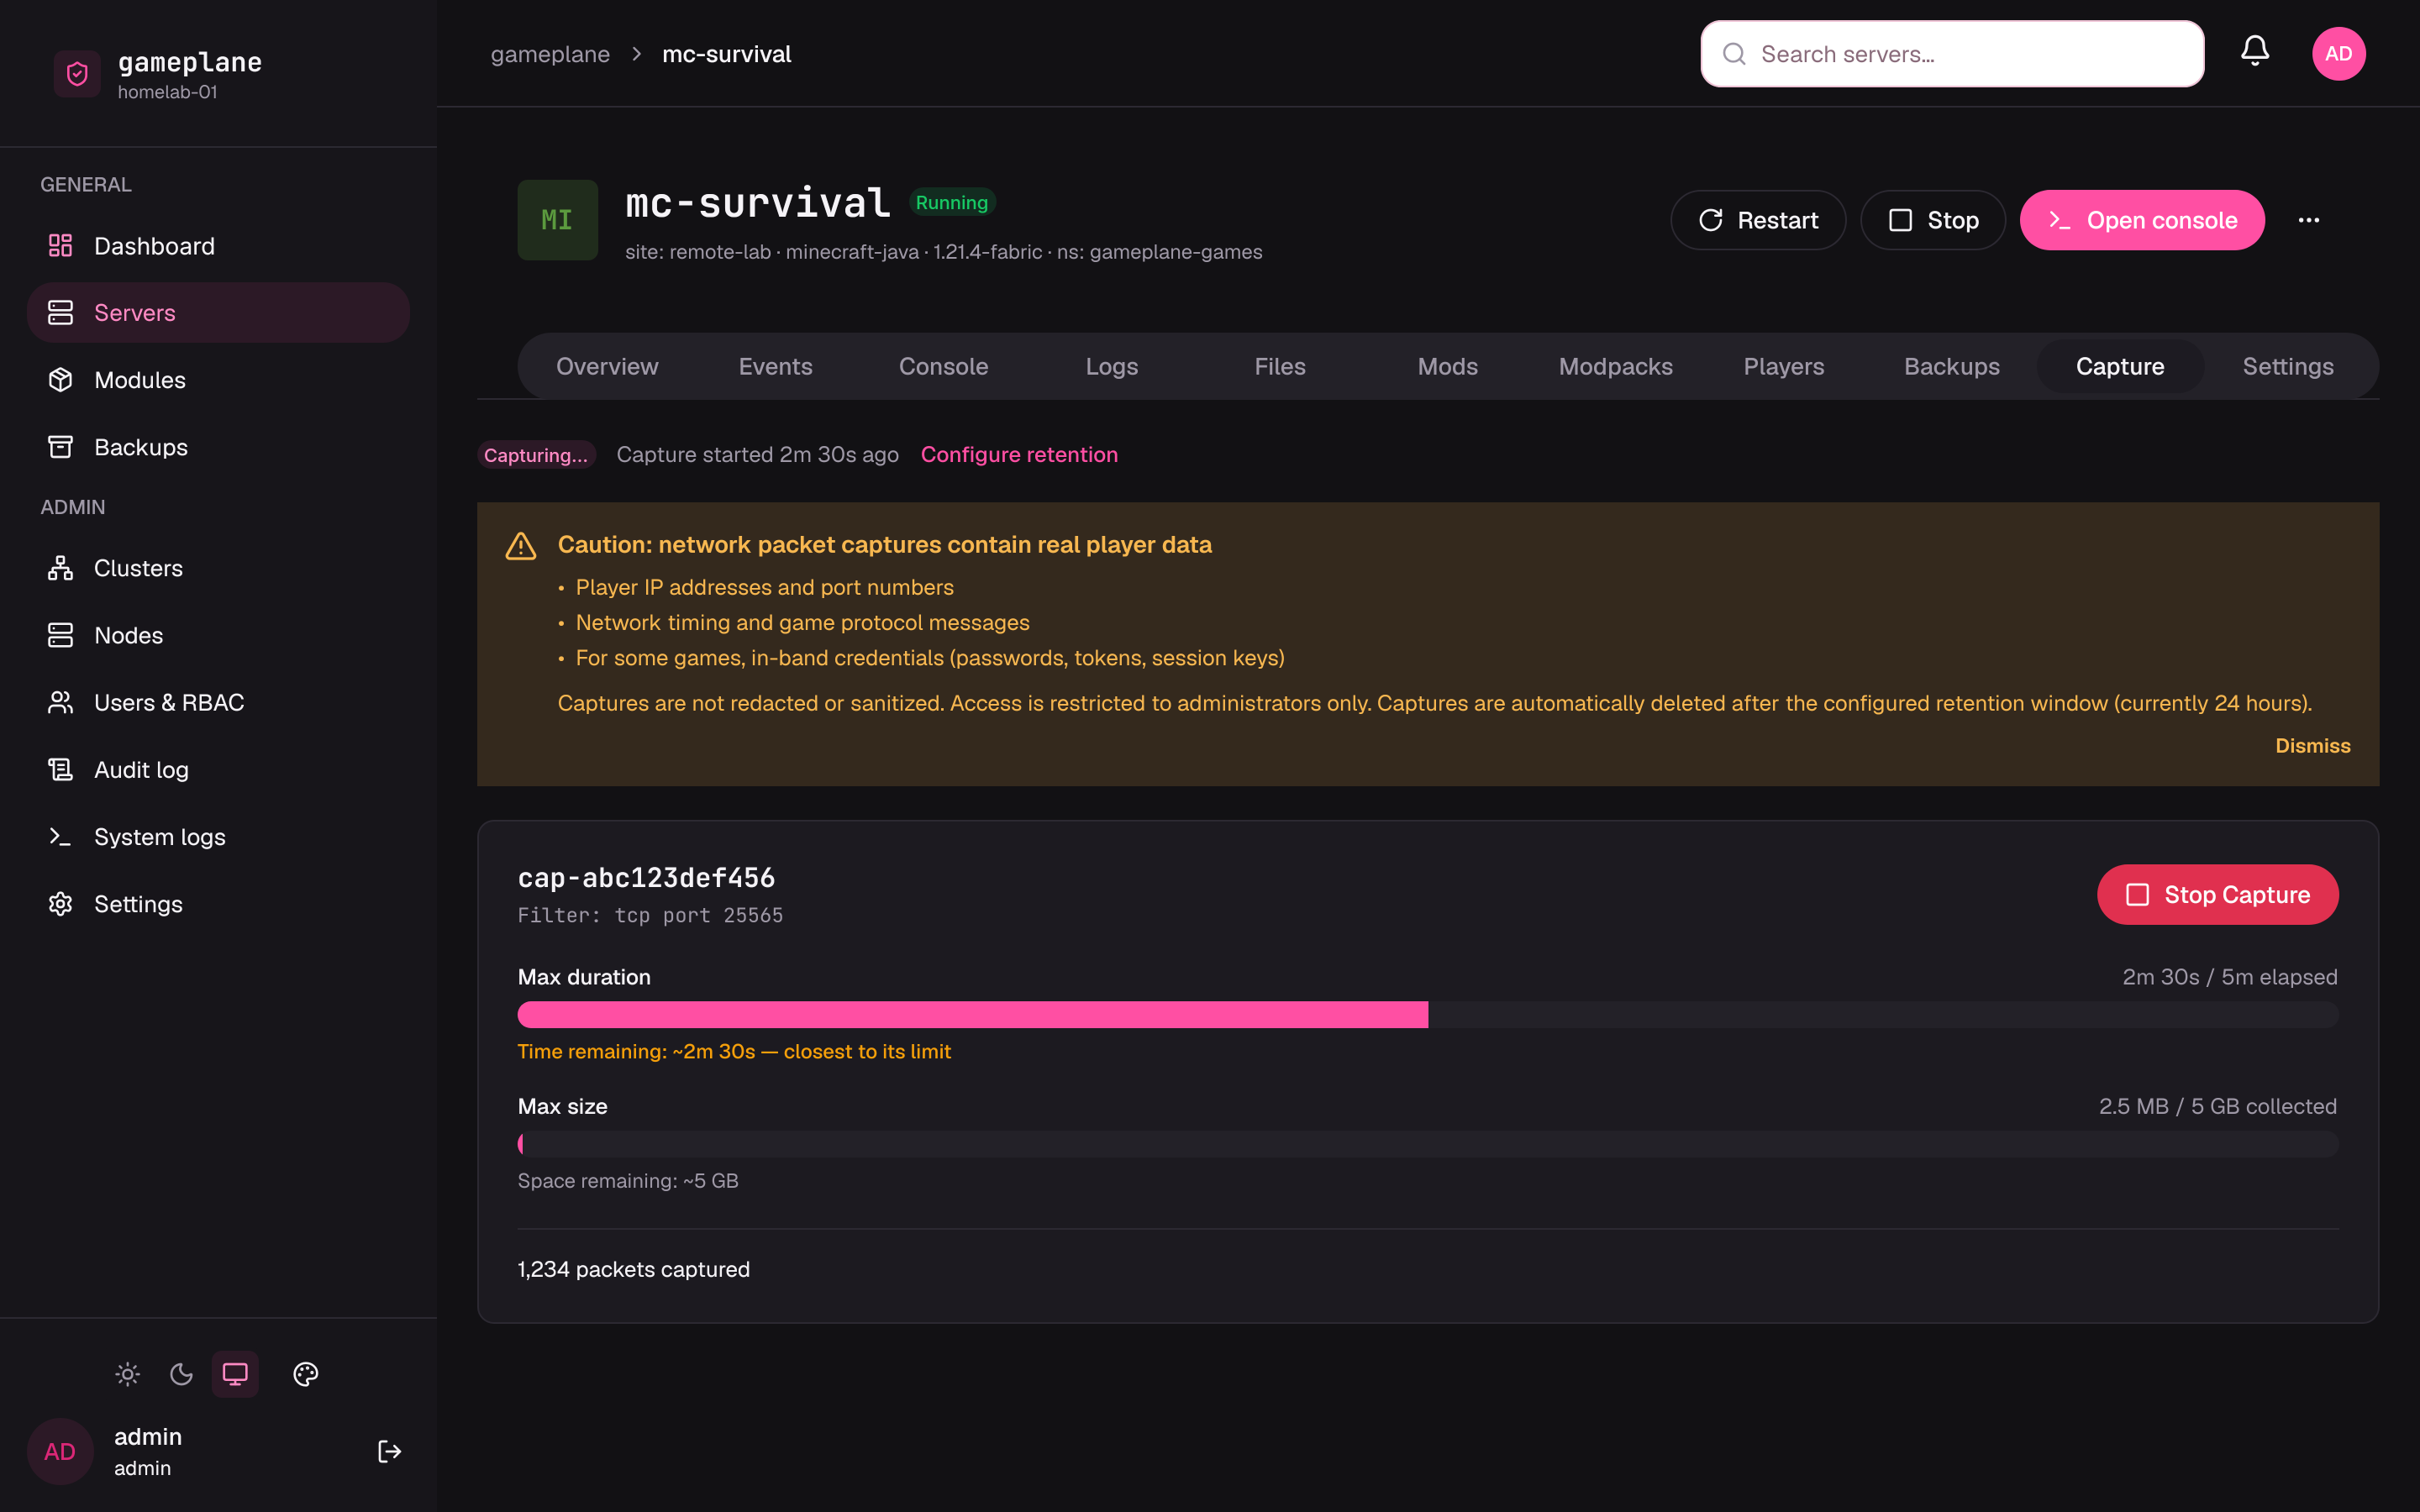 gameplane
homelab-01
GENERAL
Dashboard
Servers
Modules
Backups
ADMIN
Clusters
Nodes
Users & RBAC
Audit log
System logs
Settings
AD
admin
admin
gameplane > mc-survival
Search servers...
AD
MI
mc-survival
Running
site: remote-lab · minecraft-java · 1.21.4-fabric · ns: gameplane-games
Restart
Stop
Open console
Overview
Events
Console
Logs
Files
Mods
Modpacks
Players
Backups
Capture
Settings
Capturing...
Capture started 2m 30s ago
Configure retention
Caution: network packet captures contain real player data
• Player IP addresses and port numbers
• Network timing and game protocol messages
• For some games, in-band credentials (passwords, tokens, session keys)
Captures are not redacted or sanitized. Access is restricted to administrators only. Captures are automatically deleted after the configured retention window (currently 24 hours).
Dismiss
cap-abc123def456
Filter: tcp port 25565
Stop Capture
Max duration
2m 30s / 5m elapsed
Time remaining: ~2m 30s — closest to its limit
Max size
2.5 MB / 5 GB collected
Space remaining: ~5 GB
1,234 packets captured